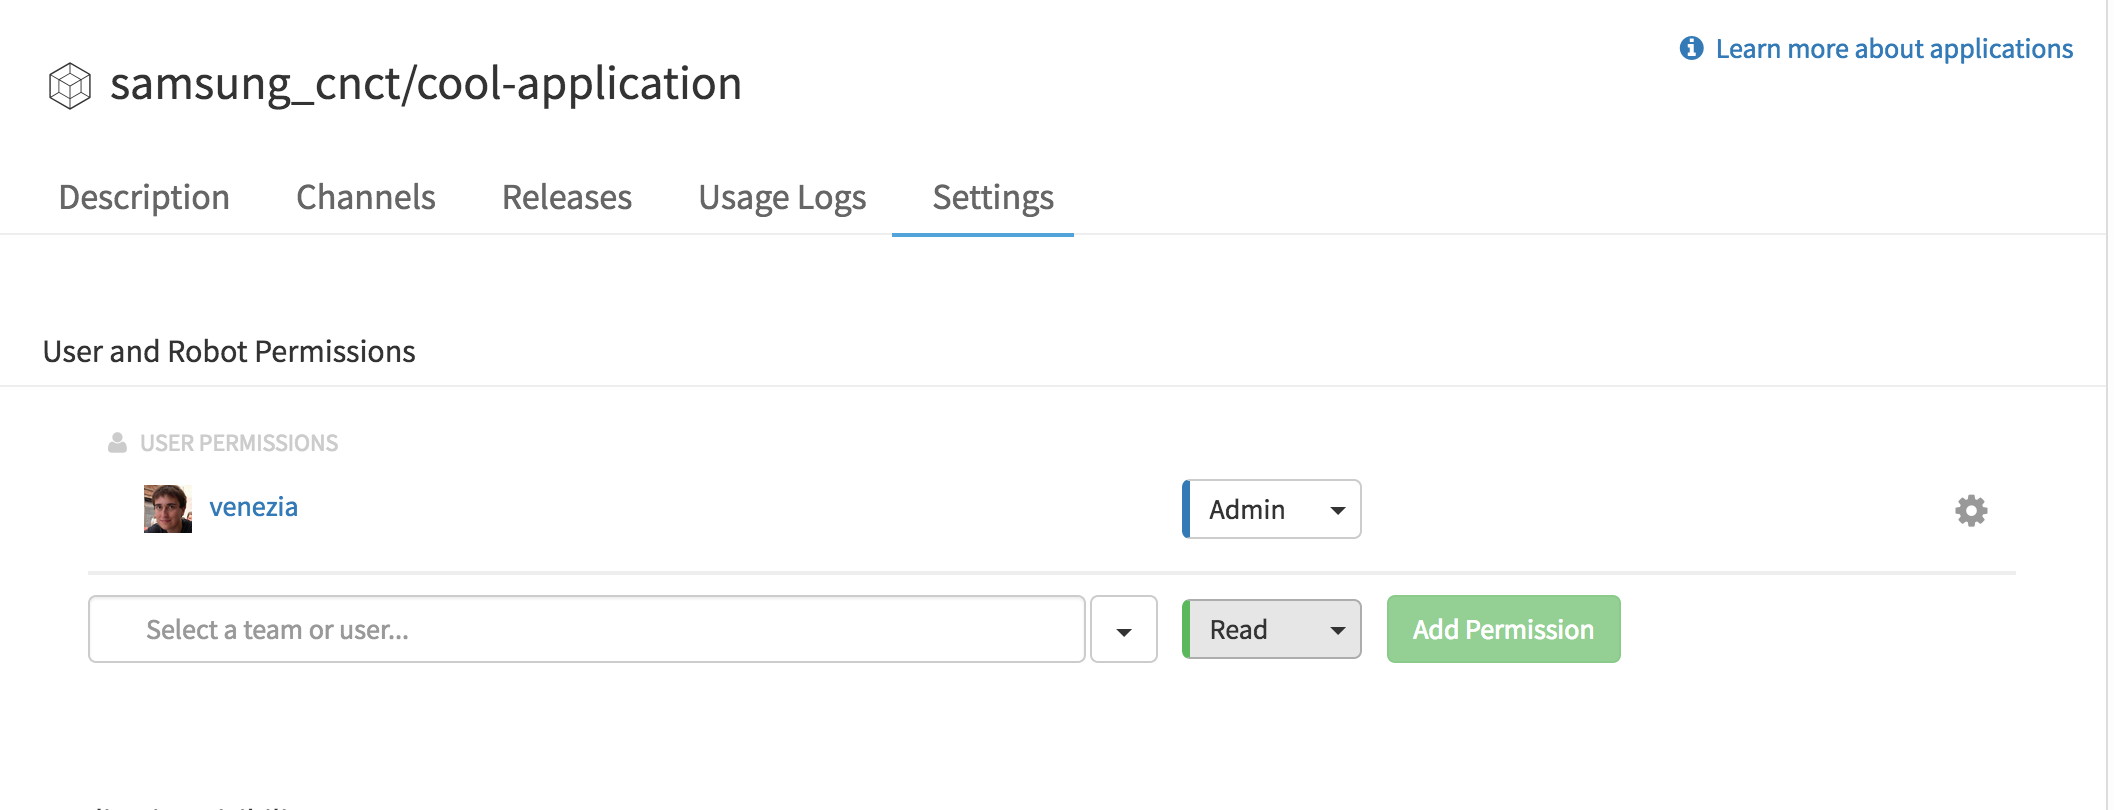 Learn more about applications
samsung_cnct/cool-application
Description Channels Releases Usage Logs Settings
User and Robot Permissions
USER PERMISSIONS
venezia Admin
Select a team or user... Read Add Permission